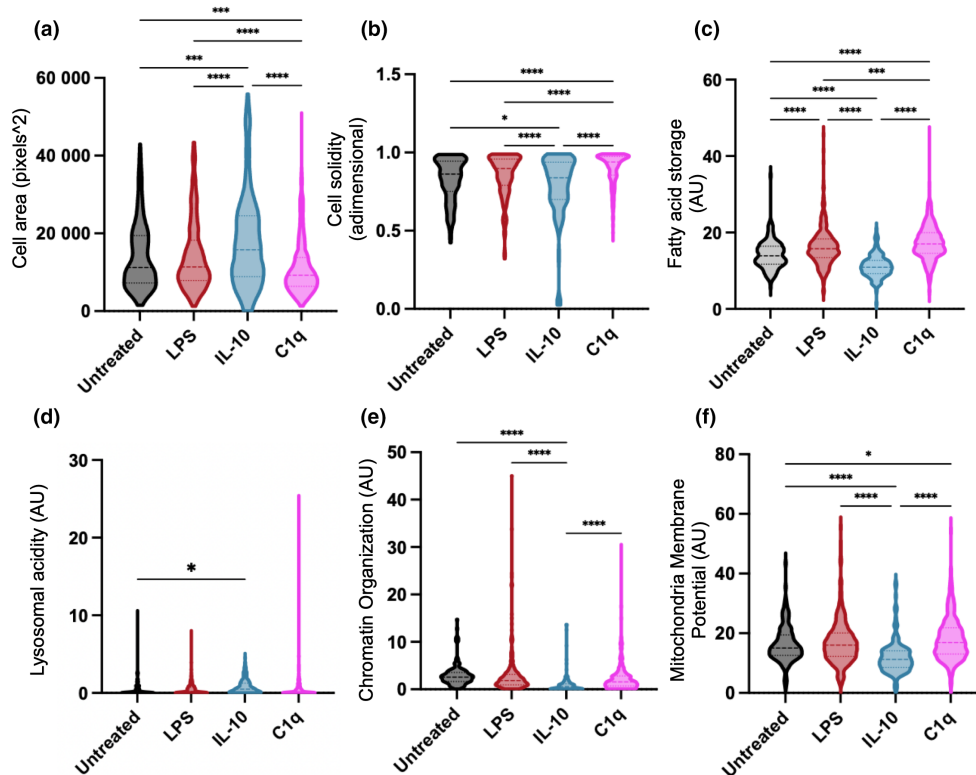 (a)
***
****
***
****
****
Cell area (pixels^2)
60 000
40 000
20 000
0
Untreated
LPS
IL-10
C1q
(b)
****
****
*
****
****
Cell solidity
(adimensional)
1.5
1.0
0.5
0.0
Untreated
LPS
IL-10
C1q
(c)
****
***
****
****
****
****
Fatty acid storage
(AU)
60
40
20
0
Untreated
LPS
IL-10
C1q
(d)
*
Lysosomal acidity (AU)
30
20
10
0
Untreated
LPS
IL-10
C1q
(e)
****
****
****
Chromatin Organization (AU)
50
40
30
20
10
0
Untreated
LPS
IL-10
C1q
(f)
*
****
****
****
Mitochondria Membrane
Potential (AU)
80
60
40
20
0
Untreated
LPS
IL-10
C1q